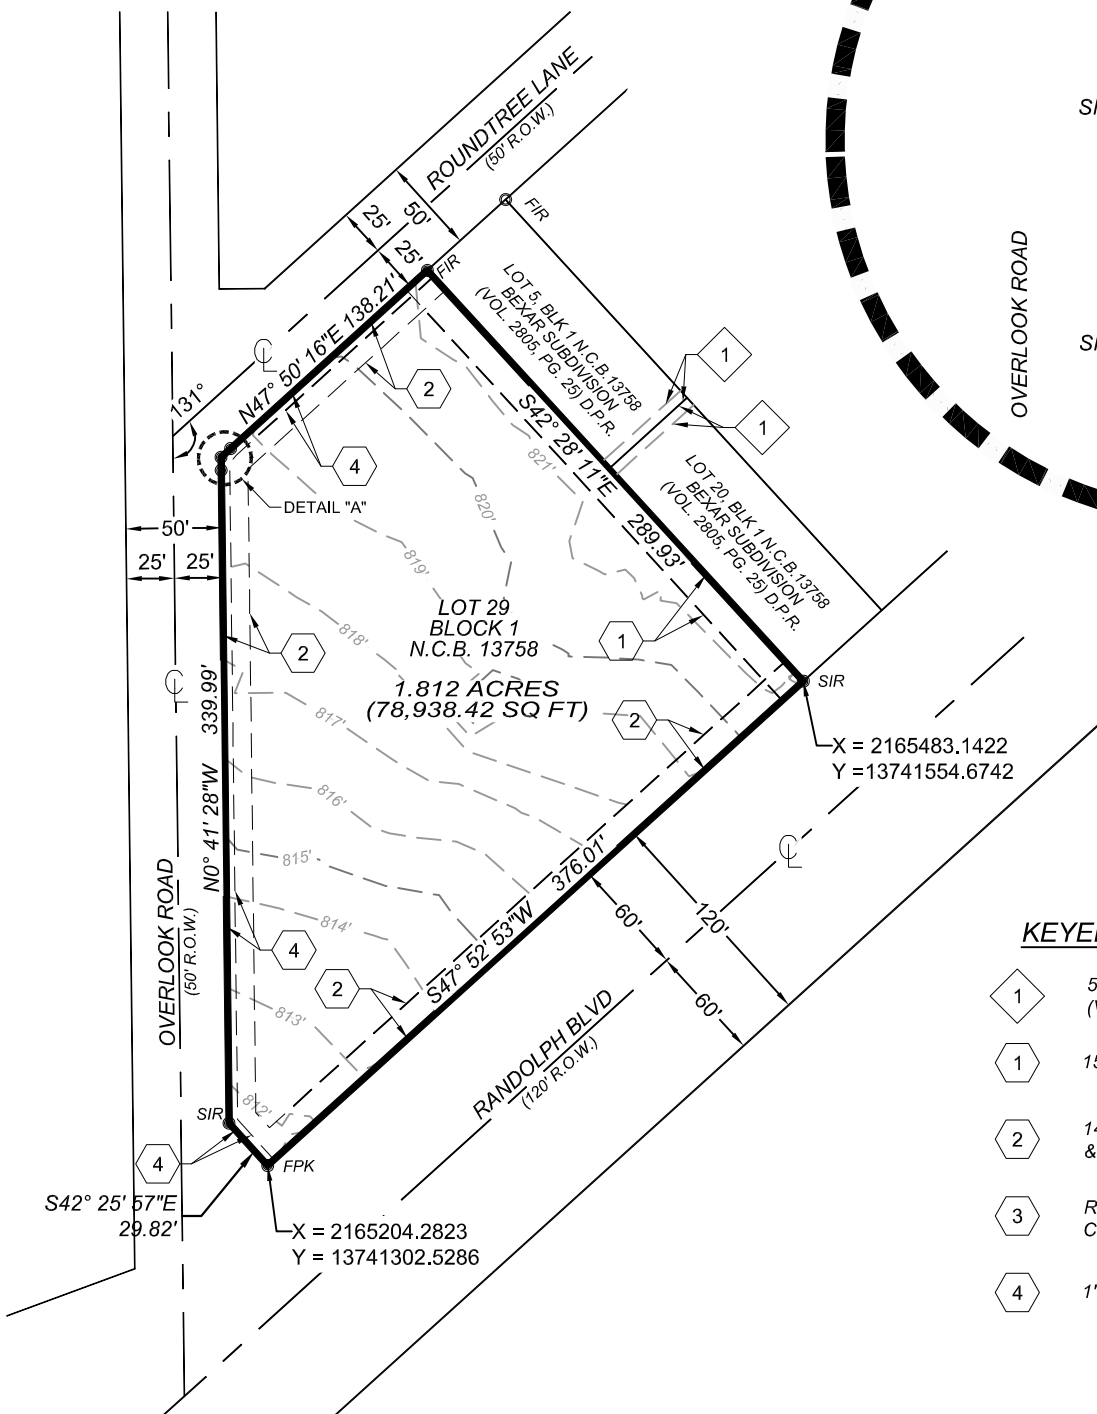 ROUNDTREE LANE
(50' R.O.W.)
25'
50'
25'
FIR
FIR
N47° 50' 16"E 138.21'
131°
LOT 5, BLK 1 N.C.B.13758
BEXAR SUBDIVISION
(VOL. 2805, PG. 25) D.P.R.
1
1
2
4
DETAIL "A"
S42° 28' 11"E
289.93'
821'
820'
819'
818'
817'
816'
815'
814'
813'
812'
LOT 20, BLK 1 N.C.B.13758
BEXAR SUBDIVISION
(VOL. 2805, PG. 25) D.P.R.
50'
25'
25'
2
LOT 29
BLOCK 1
N.C.B. 13758
1.812 ACRES
(78,938.42 SQ FT)
1
2
SIR
X = 2165483.1422
Y =13741554.6742
N0° 41' 28"W
339.99'
OVERLOOK ROAD
(50' R.O.W.)
4
2
S47° 52' 53"W
376.01'
60'
120'
60'
RANDOLPH BLVD
(120' R.O.W.)
SIR
4
FPK
S42° 25' 57"E
29.82'
X = 2165204.2823
Y = 13741302.5286
OVERLOOK ROAD
KEYE
1
5
(
1
15
2
14
&
3
R
C
4
1'